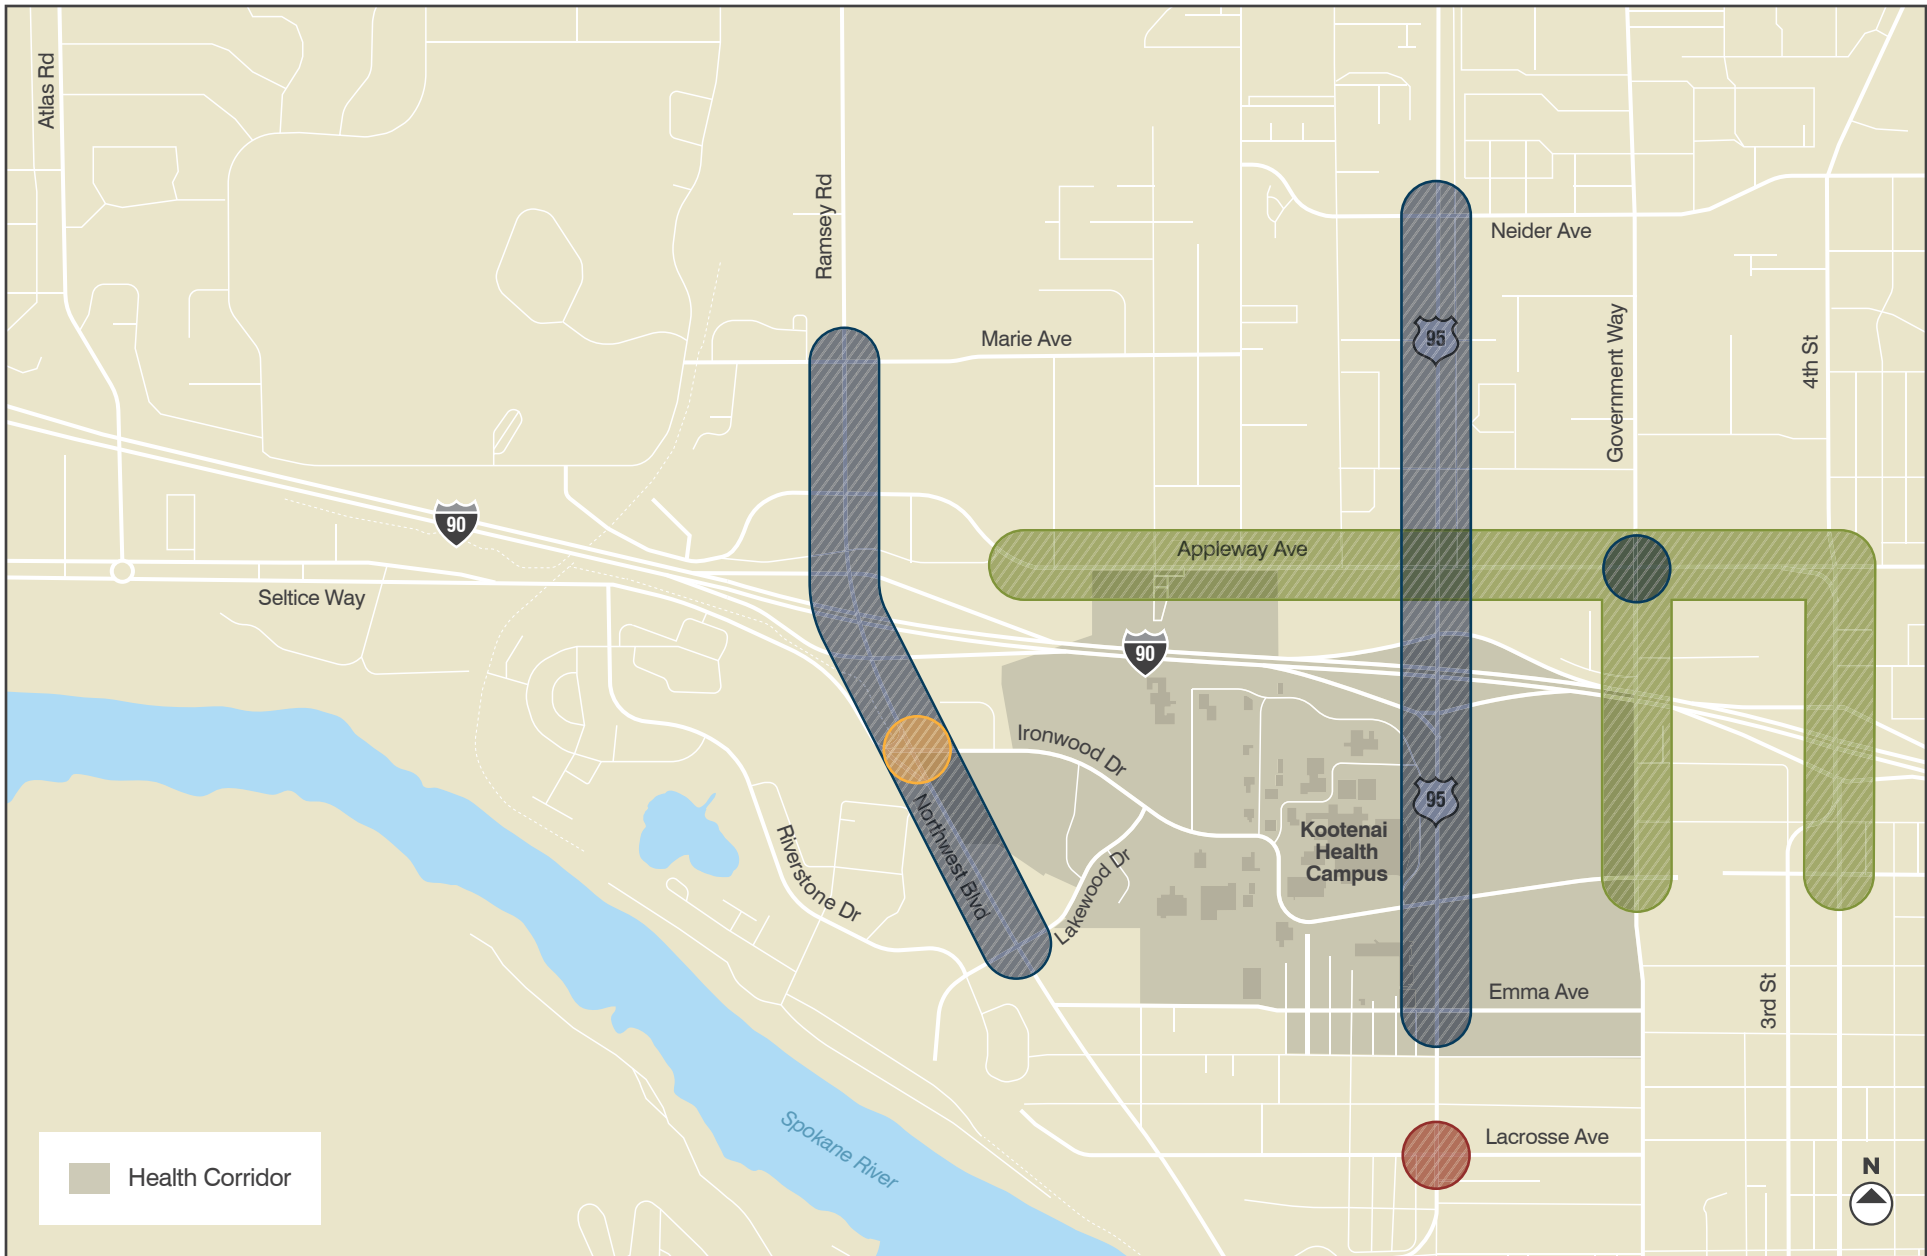 Atlas Rd
Ramsey Rd
Neider Ave
Marie Ave
95
Government Way
4th St
90
Appleway Ave
Seltice Way
90
Ironwood Dr
95
Northwest Blvd
Kootenai
Health
Campus
Riverstone Dr
Lakewood Dr
Emma Ave
3rd St
Spokane River
Lacrosse Ave
N
Health Corridor